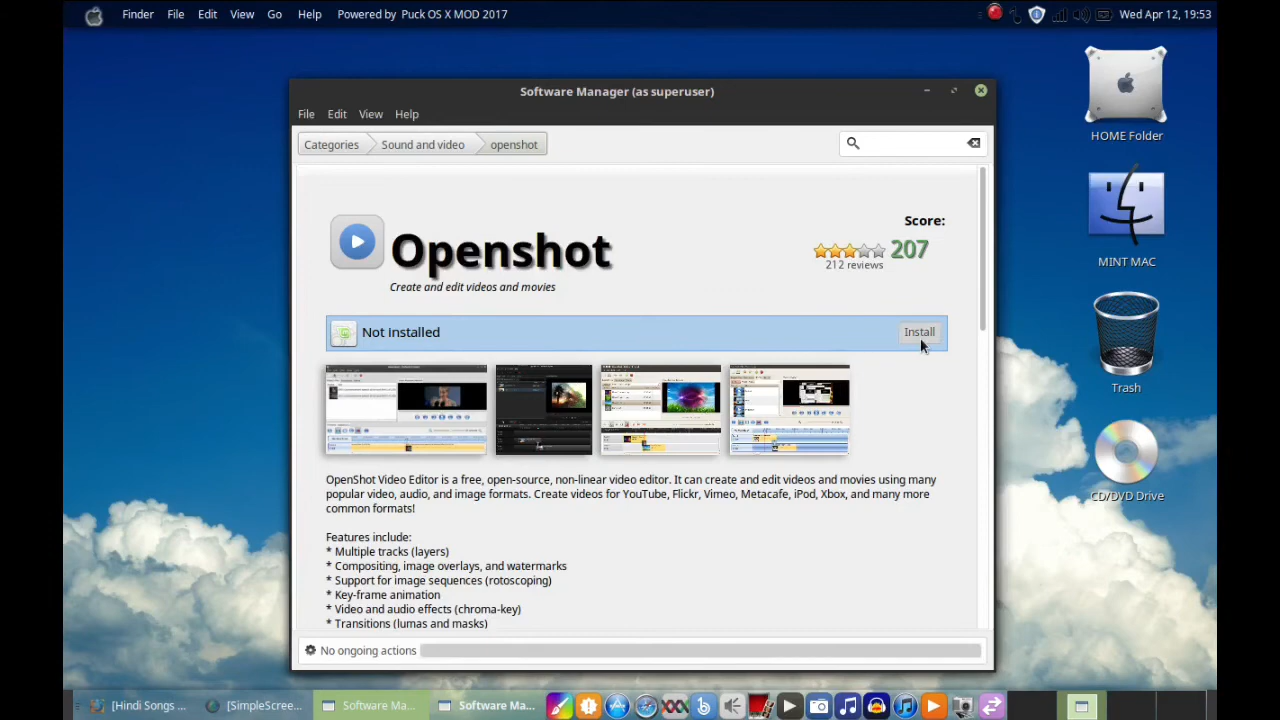 Finder File Edit View Go Help Powered by Puck OS X MOD 2017 Wed Apr 12, 19:53
Software Manager (as superuser)
File Edit View Help
Categories Sound and video openshot
HOME Folder
MINT MAC
Trash
CD/DVD Drive
Openshot
Create and edit videos and movies
Score:
207
212 reviews
Not installed Install
OpenShot Video Editor is a free, open-source, non-linear video editor. It can create and edit videos and movies using many
popular video, audio, and image formats. Create videos for YouTube, Flickr, Vimeo, Metacafe, iPod, Xbox, and many more
common formats!
Features include:
* Multiple tracks (layers)
* Compositing, image overlays, and watermarks
* Support for image sequences (rotoscoping)
* Key-frame animation
* Video and audio effects (chroma-key)
* Transitions (lumas and masks)
No ongoing actions
[Hindi Songs ... [SimpleScree... Software Ma... Software Ma...